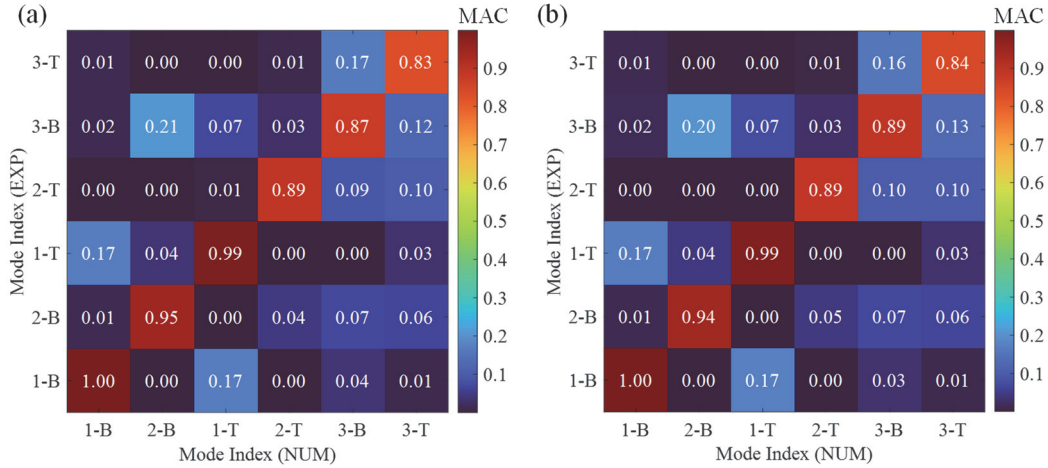 (a)
MAC
3-T 0.01 0.00 0.00 0.01 0.17 0.83
3-B 0.02 0.21 0.07 0.03 0.87 0.12
2-T 0.00 0.00 0.01 0.89 0.09 0.10
1-T 0.17 0.04 0.99 0.00 0.00 0.03
2-B 0.01 0.95 0.00 0.04 0.07 0.06
1-B 1.00 0.00 0.17 0.00 0.04 0.01
1-B 2-B 1-T 2-T 3-B 3-T
Mode Index (NUM)
Mode Index (EXP)
0.9
0.8
0.7
0.6
0.5
0.4
0.3
0.2
0.1
(b)
MAC
3-T 0.01 0.00 0.00 0.01 0.16 0.84
3-B 0.02 0.20 0.07 0.03 0.89 0.13
2-T 0.00 0.00 0.00 0.89 0.10 0.10
1-T 0.17 0.04 0.99 0.00 0.00 0.03
2-B 0.01 0.94 0.00 0.05 0.07 0.06
1-B 1.00 0.00 0.17 0.00 0.03 0.01
1-B 2-B 1-T 2-T 3-B 3-T
Mode Index (NUM)
Mode Index (EXP)
0.9
0.8
0.7
0.6
0.5
0.4
0.3
0.2
0.1